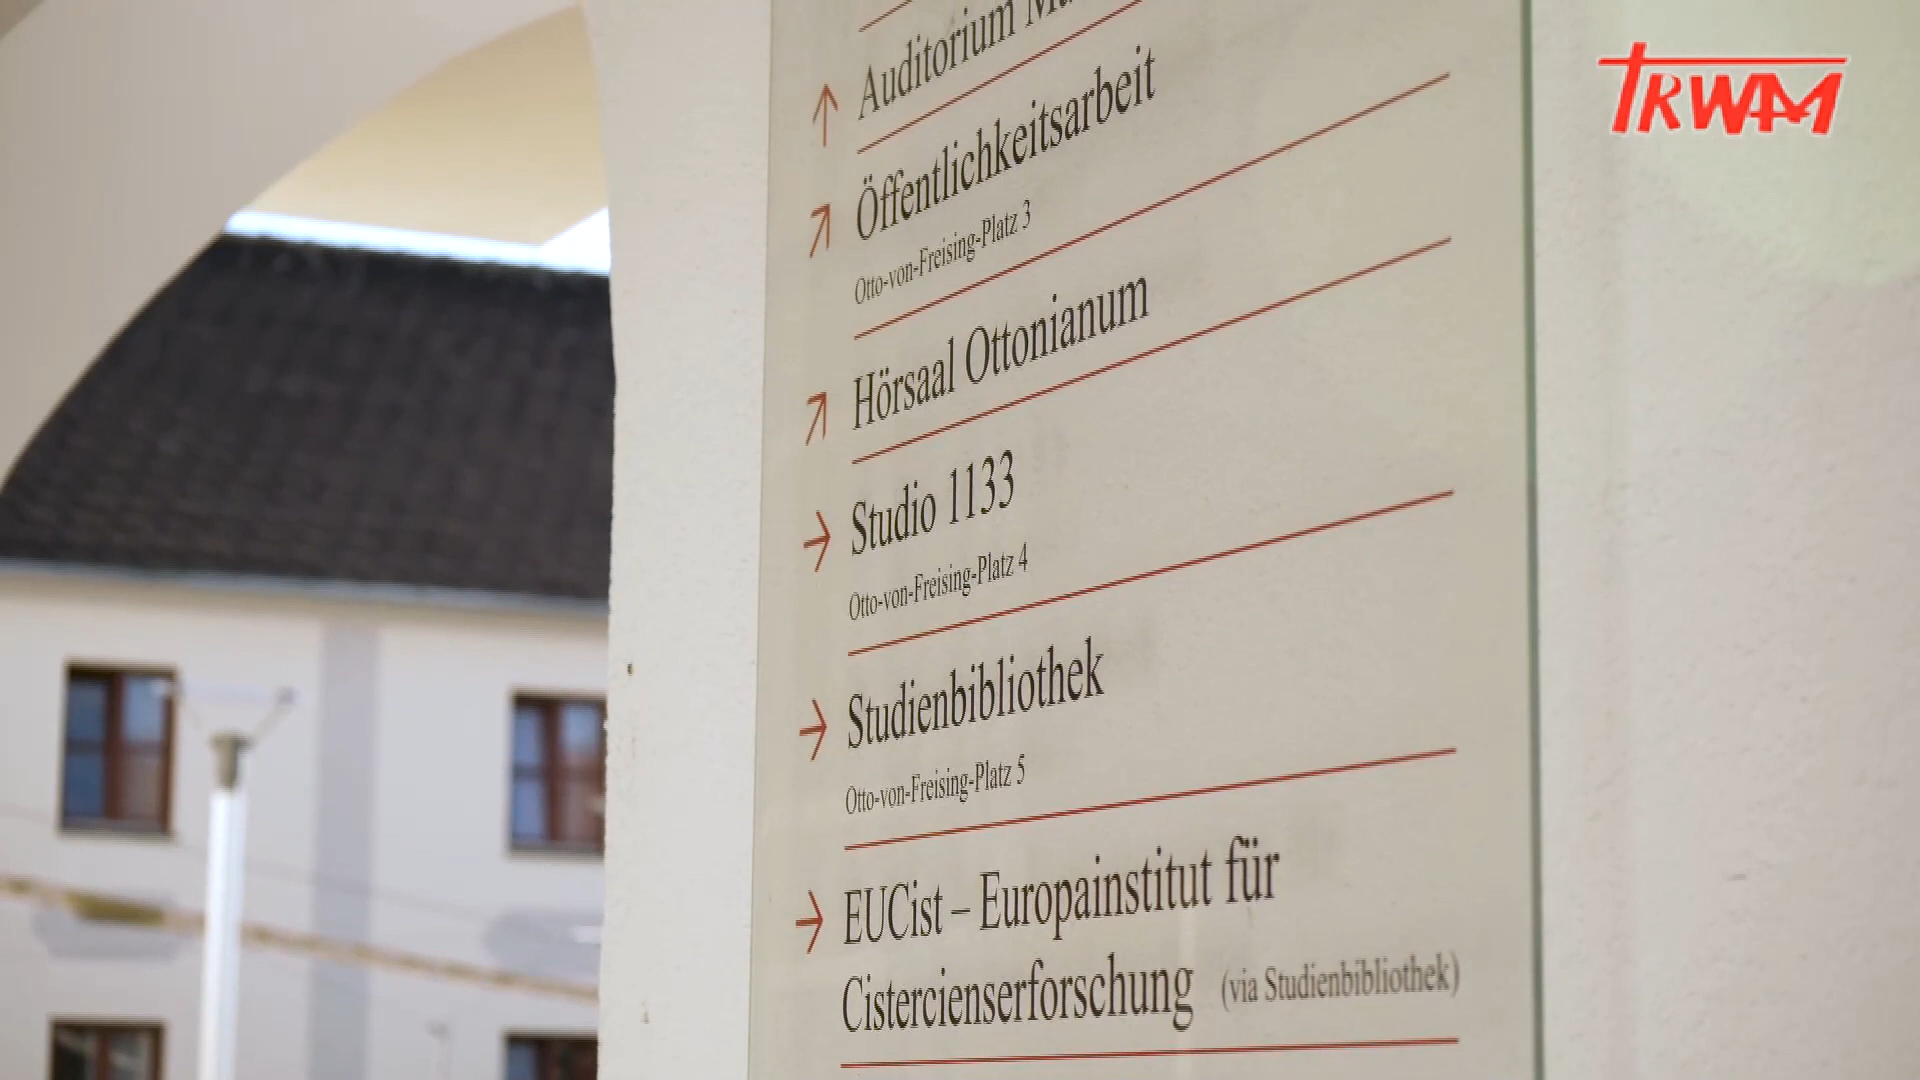 TRWAM
Auditorium
Öffentlichkeitsarbeit
Otto-von-Freising-Platz 3
Hörsaal Ottonianum
Studio 1133
Otto-von-Freising-Platz 4
Studienbibliothek
Otto-von-Freising-Platz 5
EUCist – Europainstitut für
Cistercienserforschung (via Studienbibliothek)